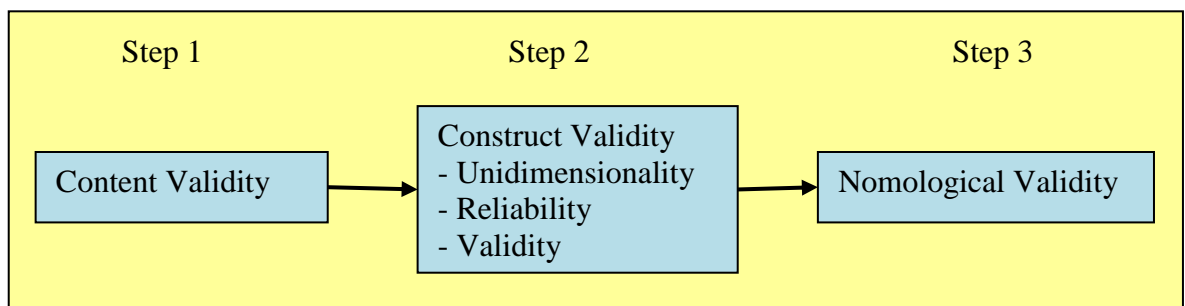 Step 1
Step 2
Step 3
Content Validity
Construct Validity
- Unidimensionality
- Reliability
- Validity
Nomological Validity